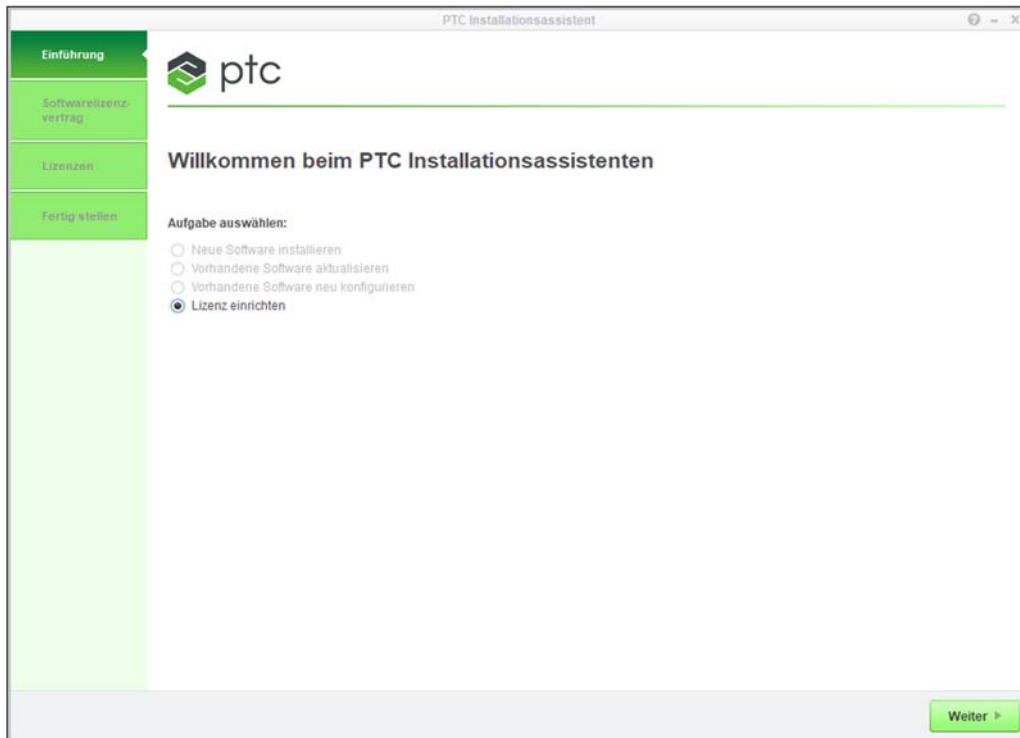 PTC Installationsassistent
Einführung
Softwarelizenz-
vertrag
Lizenzen
Fertig stellen
ptc
Willkommen beim PTC Installationsassistenten
Aufgabe auswählen:
Neue Software installieren
Vorhandene Software aktualisieren
Vorhandene Software neu konfigurieren
Lizenz einrichten
Weiter